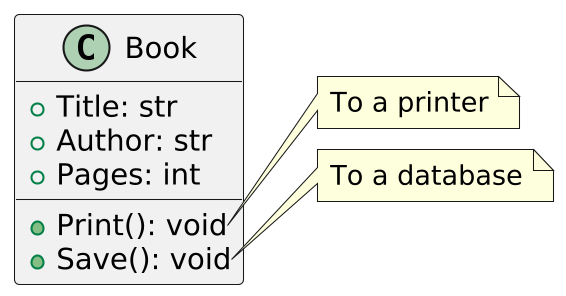 C Book
Title: str
Author: str
Pages: int
Print(): void
Save(): void
To a printer
To a database